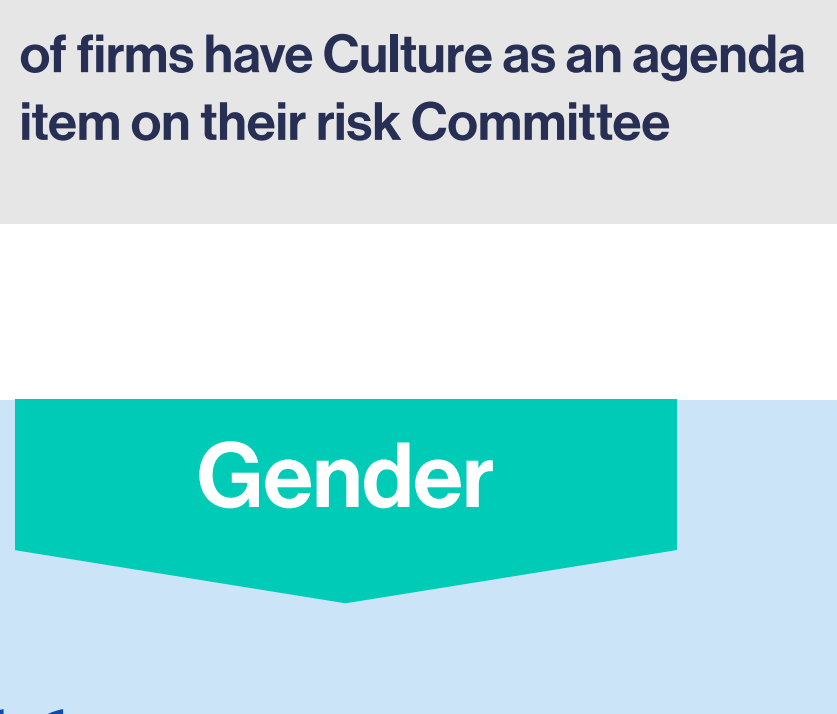 of firms have Culture as an agenda
item on their risk Committee
Gender